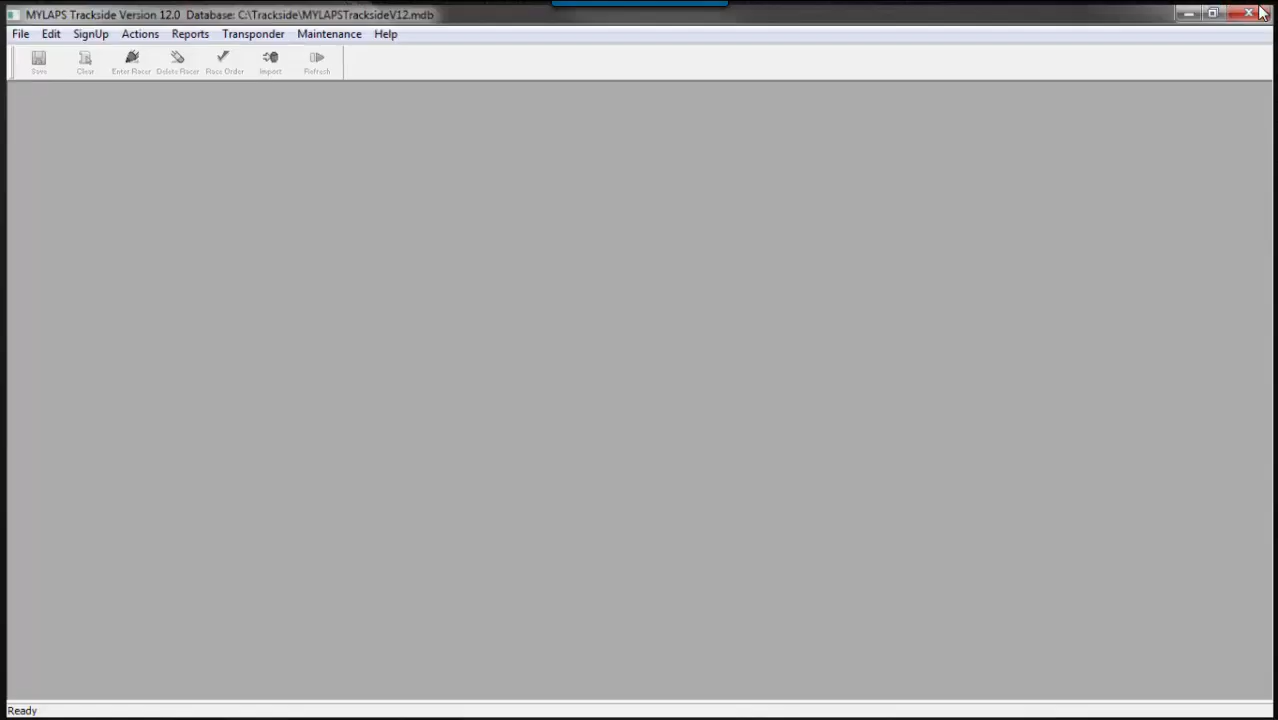 MYLAPS Trackside Version 12.0 Database: C:\Trackside\MYLAPSTracksideV12.mdb
File Edit SignUp Actions Reports Transponder Maintenance Help
Save Clear Enter Racer Delete Racer Race Order Import Refresh
Ready